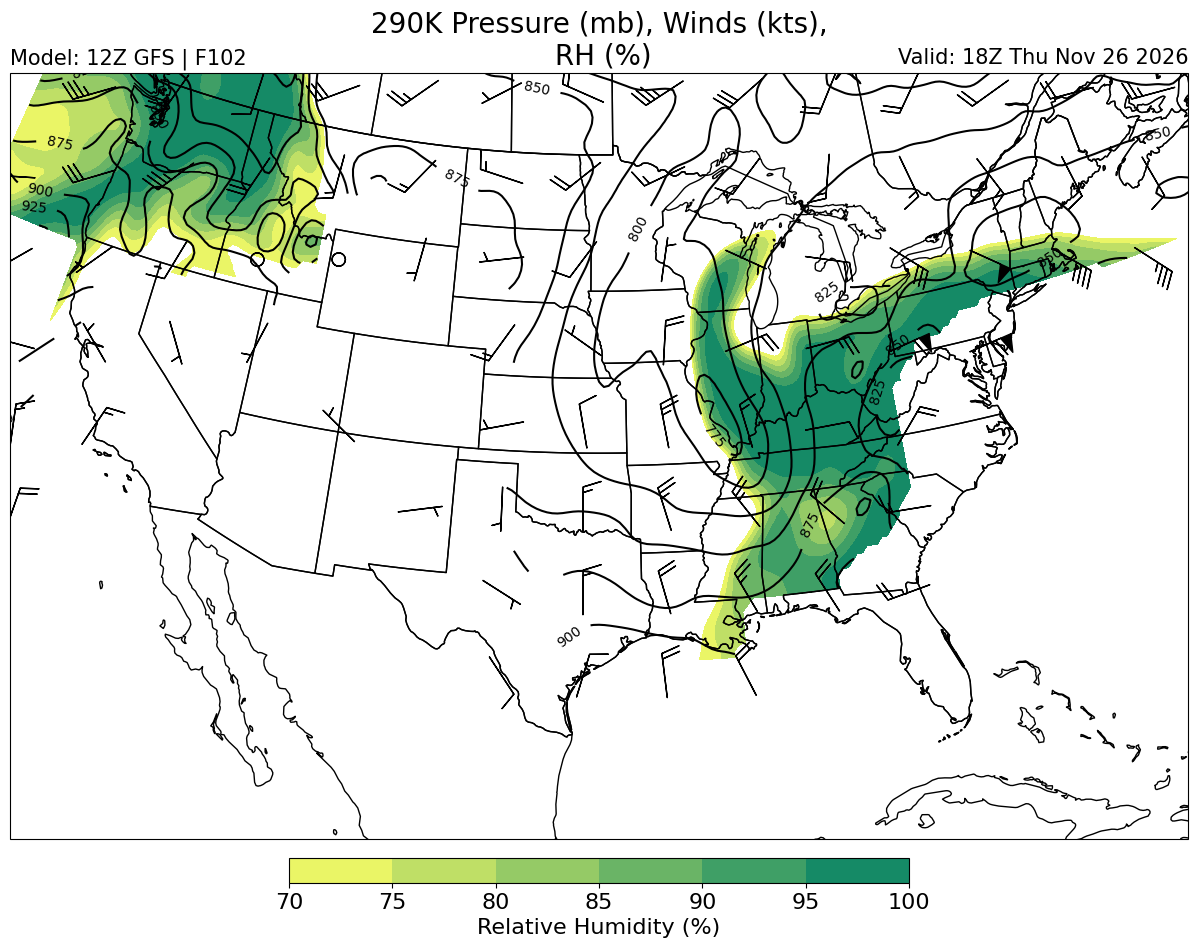 290K Pressure (mb), Winds (kts),
RH (%)
Model: 12Z GFS | F102
Valid: 18Z Thu Nov 26 2026
850
875
850
875
900
925
800
850
825
850
825
775
875
900
70 75 80 85 90 95 100
Relative Humidity (%)